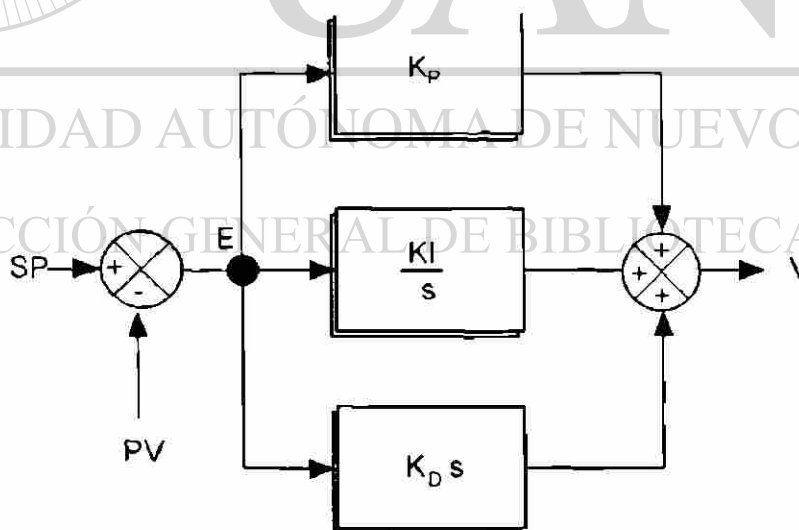 K_P
IDAD AUTÓNOMA DE NUEVO
CCIÓN GENERAL DE BIBLIOTECA
SP
+
-
E
KI
s
+
+
+
PV
K_D s